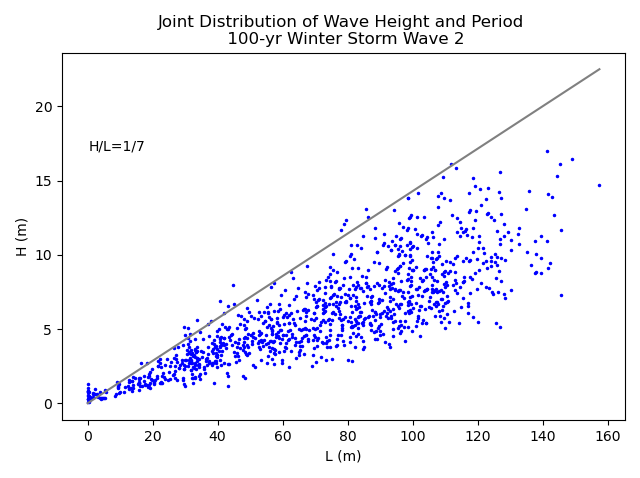 Joint Distribution of Wave Height and Period
100-yr Winter Storm Wave 2
H (m)
20
15
10
5
0
H/L=1/7
0 20 40 60 80 100 120 140 160
L (m)